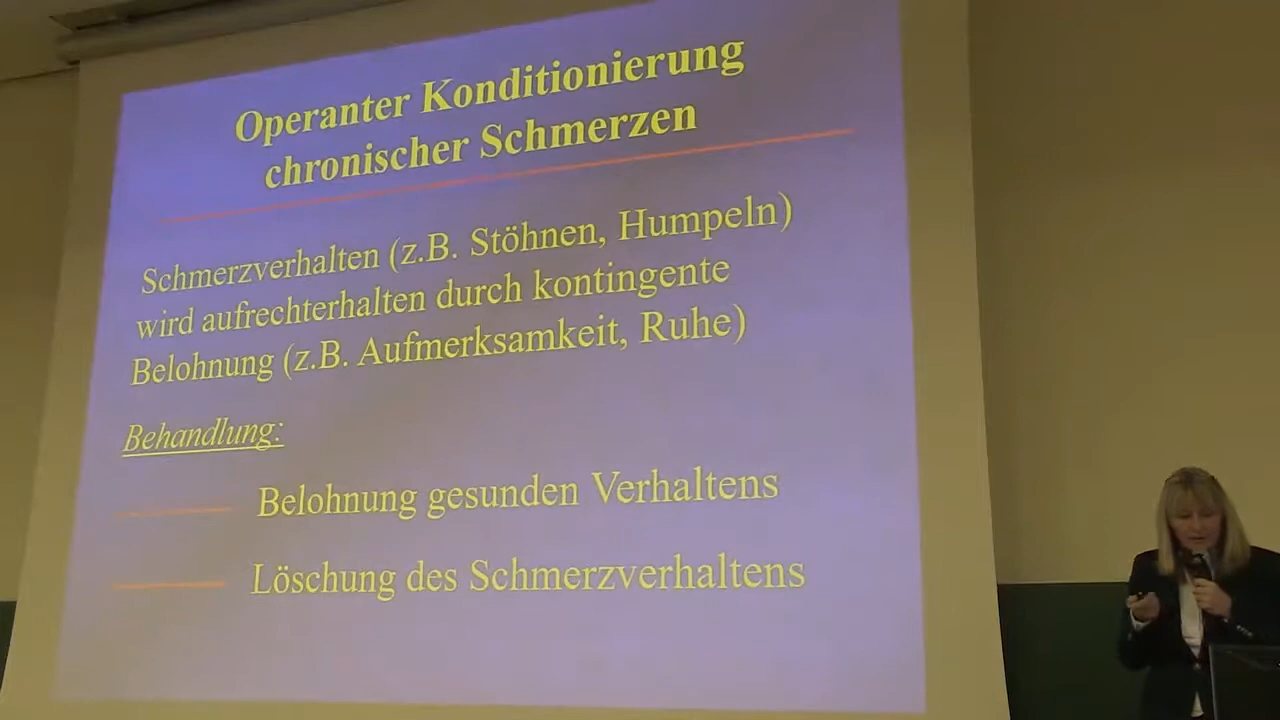 Operanter Konditionierung
chronischer Schmerzen
Schmerzverhalten (z.B. Stöhnen, Humpeln)
wird aufrechterhalten durch kontingente
Belohnung (z.B. Aufmerksamkeit, Ruhe)
Behandlung:
Belohnung gesunden Verhaltens
Löschung des Schmerzverhaltens